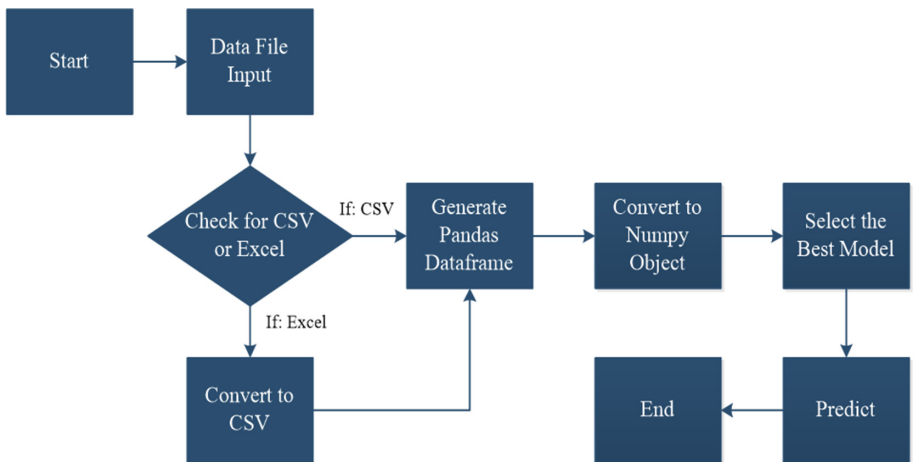 Start
Data File
Input
Check for CSV
or Excel
If: CSV
Generate
Pandas
Dataframe
Convert to
Numpy
Object
Select the
Best Model
If: Excel
Convert to
CSV
End
Predict